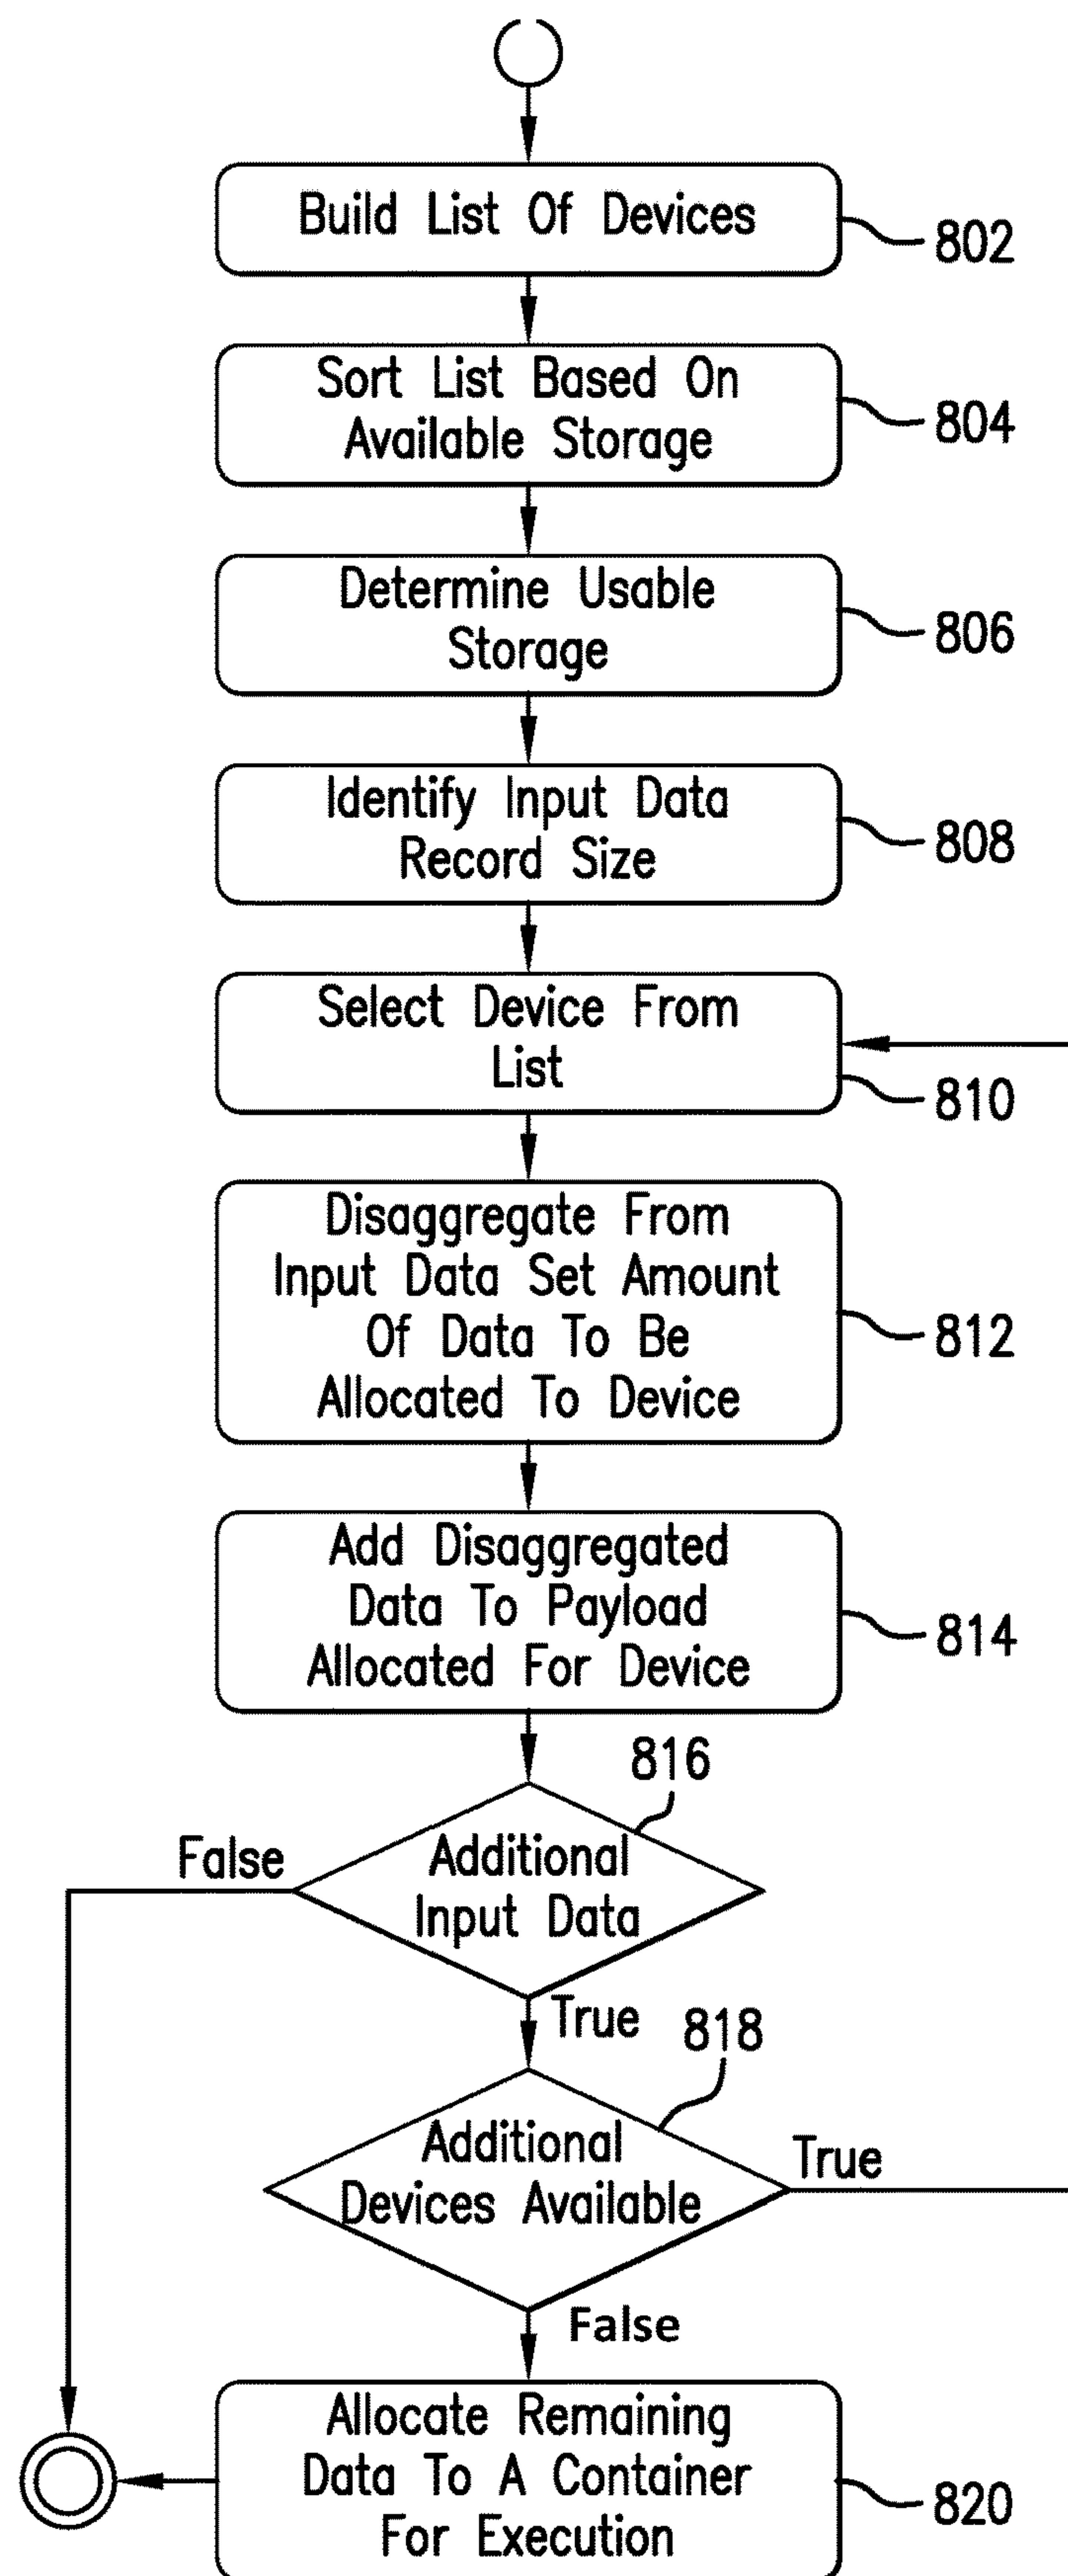 Build List Of Devices
802
Sort List Based On
Available Storage
804
Determine Usable
Storage
806
Identify Input Data
Record Size
808
Select Device From
List
810
Disaggregate From
Input Data Set Amount
Of Data To Be
Allocated To Device
812
Add Disaggregated
Data To Payload
Allocated For Device
814
816
False
Additional
Input Data
True
818
Additional
Devices Available
True
False
Allocate Remaining
Data To A Container
For Execution
820